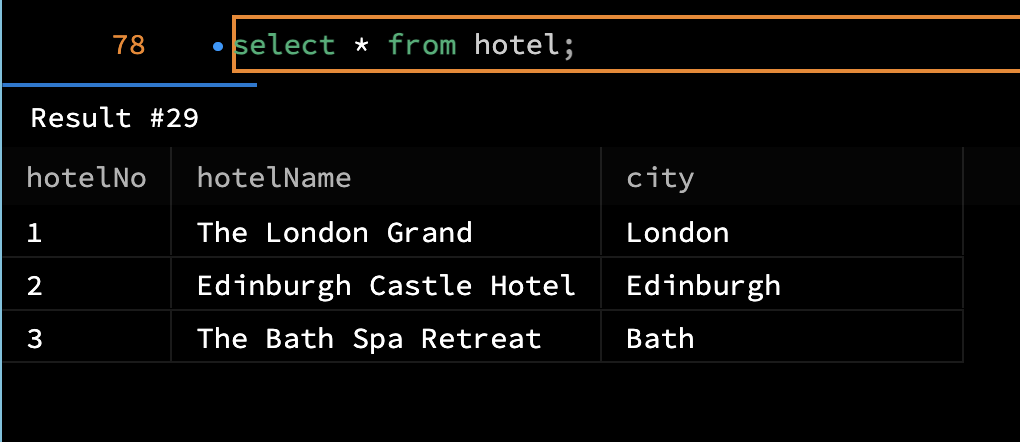 78 select * from hotel;
Result #29
hotelNo hotelName city
1 The London Grand London
2 Edinburgh Castle Hotel Edinburgh
3 The Bath Spa Retreat Bath